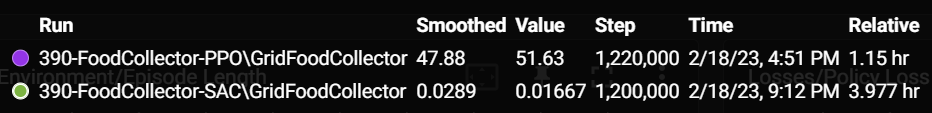 Run Smoothed Value Step Time Relative
390-FoodCollector-PPO\GridFoodCollector 47.88 51.63 1,220,000 2/18/23, 4:51 PM 1.15 hr
Environment/Episode Length Losses/Policy Loss
390-FoodCollector-SAC\GridFoodCollector 0.0289 0.01667 1,200,000 2/18/23, 9:12 PM 3.977 hr